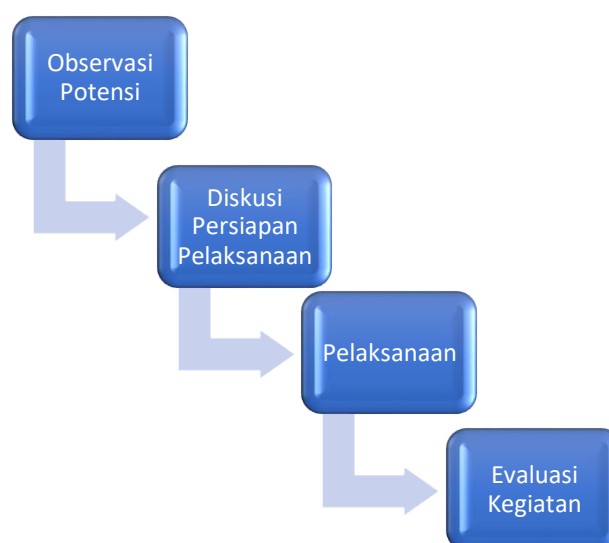 Observasi
Potensi
Diskusi
Persiapan
Pelaksanaan
Pelaksanaan
Evaluasi
Kegiatan